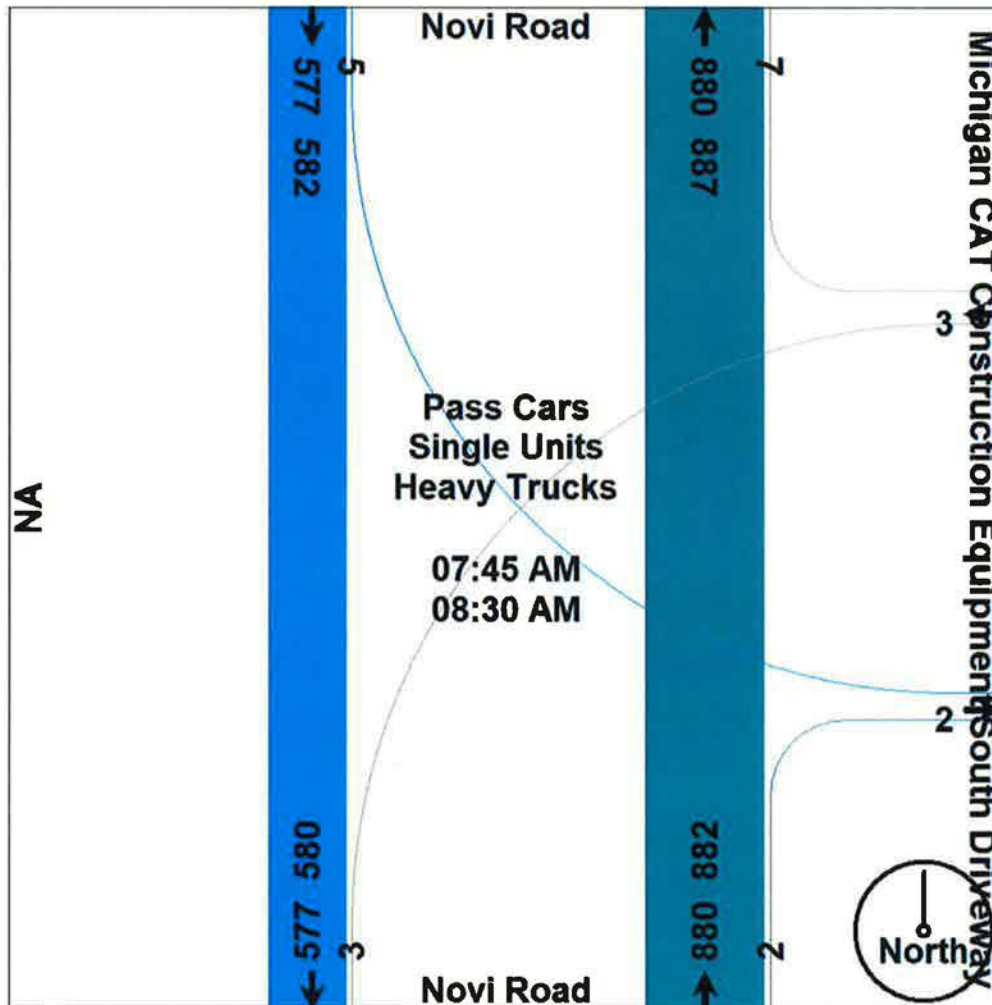 Novi Road
577 582
5
880 887
7
Michigan CAT Construction Equipment South Driveway
3
Pass Cars
Single Units
Heavy Trucks
NA
07:45 AM
08:30 AM
2
577 580
3
880 882
2
North
Novi Road